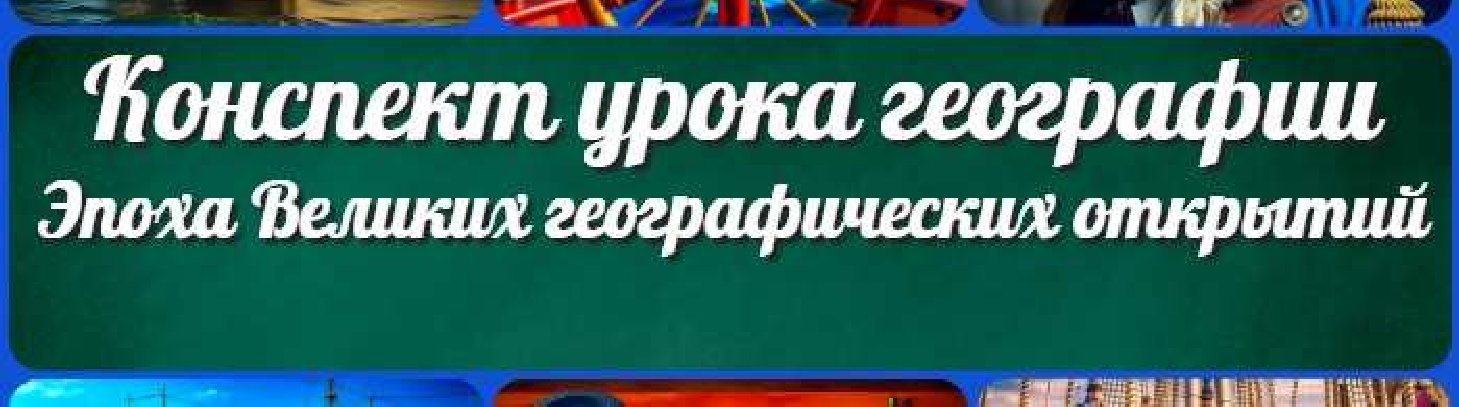 Конспект урока географии
Эпоха Великих географических открытий